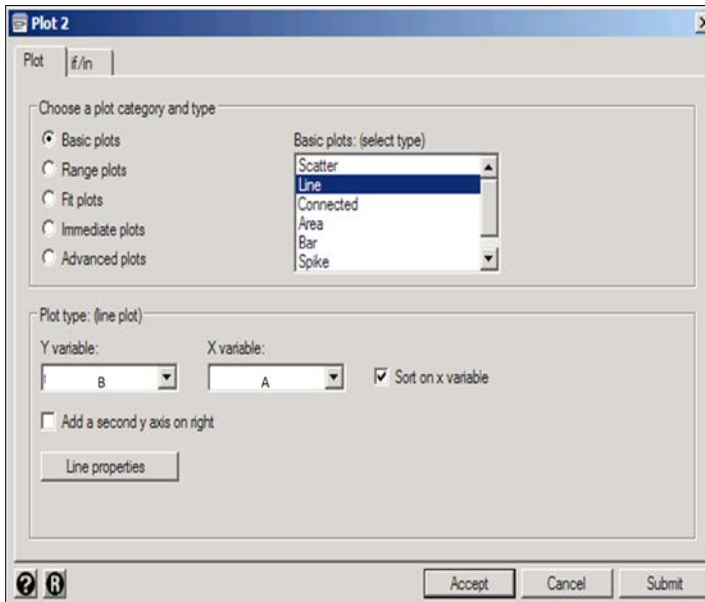 Plot 2
Plot if/in
Choose a plot category and type
Basic plots
Range plots
Fit plots
Immediate plots
Advanced plots
Basic plots: (select type)
Scatter
Line
Connected
Area
Bar
Spike
Plot type: (line plot)
Y variable: X variable:
B A Sort on x variable
Add a second y axis on right
Line properties
? R Accept Cancel Submit